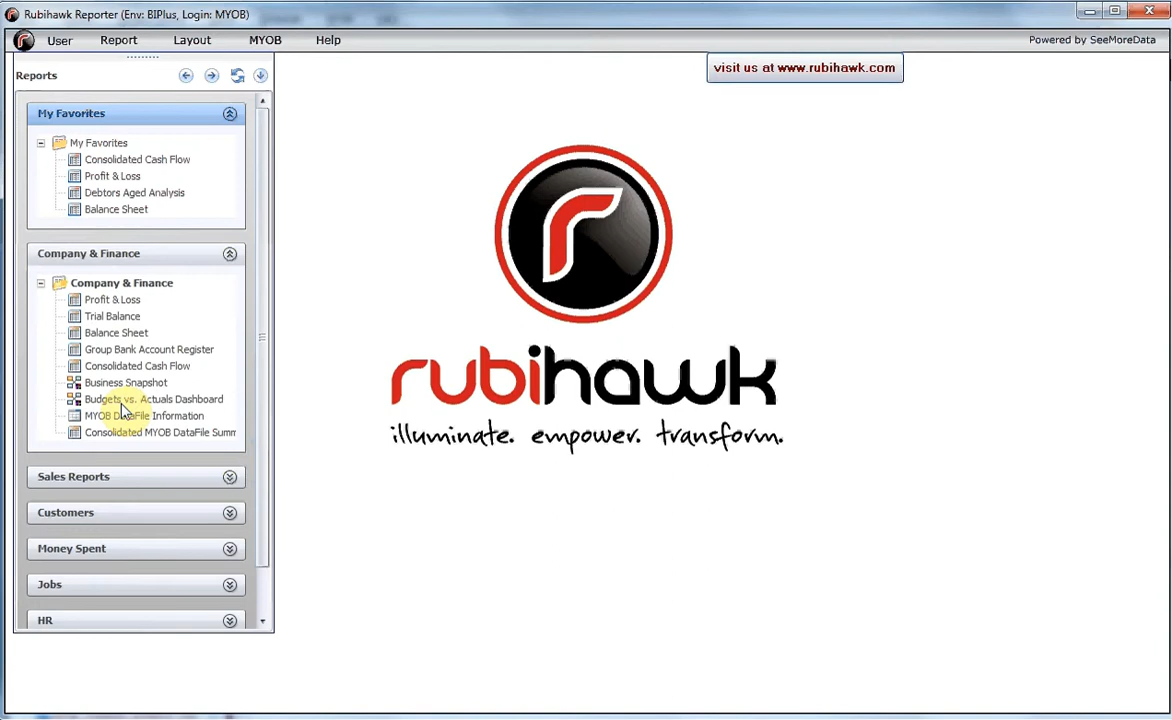 Rubihawk Reporter (Env: BIPlus, Login: MYOB)
User Report Layout MYOB Help Powered by SeeMoreData
visit us at www.rubihawk.com
Reports
My Favorites
My Favorites
Consolidated Cash Flow
Profit & Loss
Debtors Aged Analysis
Balance Sheet
Company & Finance
Company & Finance
Profit & Loss
Trial Balance
Balance Sheet
Group Bank Account Register
Consolidated Cash Flow
Business Snapshot
Budgets vs. Actuals Dashboard
MYOB DataFile Information
Consolidated MYOB DataFile Summ
Sales Reports
Customers
Money Spent
Jobs
HR
rubihawk
illuminate. empower. transform.